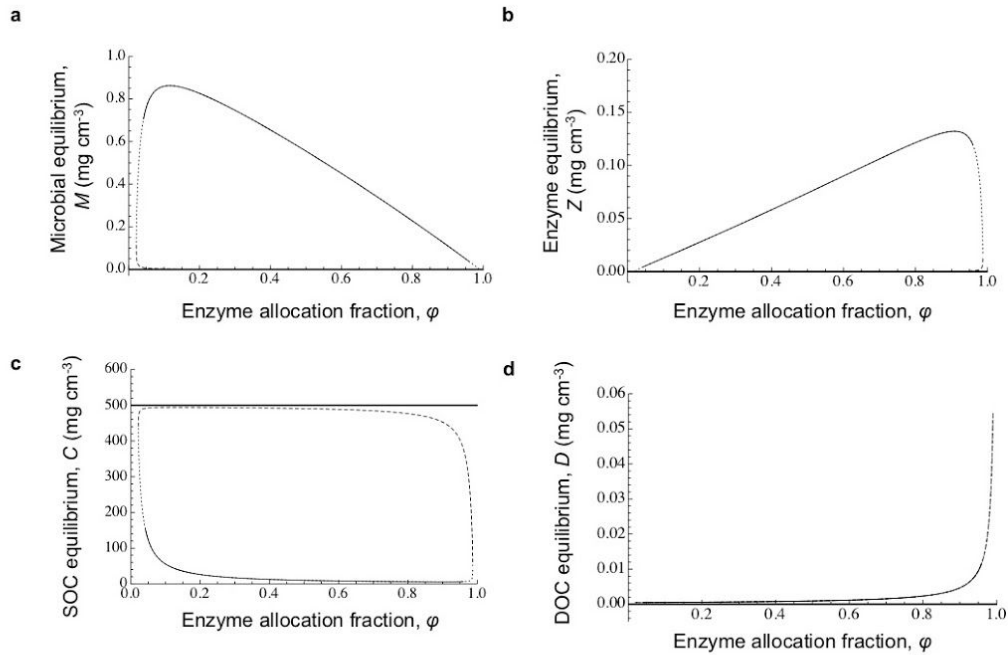 a
Microbial equilibrium,
M (mg cm-3)
1.0
0.8
0.6
0.4
0.2
0.0
0.0 0.2 0.4 0.6 0.8 1.0
Enzyme allocation fraction, φ
b
Enzyme equilibrium,
Z (mg cm-3)
0.20
0.15
0.10
0.05
0.00
0.2 0.4 0.6 0.8 1.0
Enzyme allocation fraction, φ
c
SOC equilibrium, C (mg cm-3)
600
500
400
300
200
100
0
0.0 0.2 0.4 0.6 0.8 1.0
Enzyme allocation fraction, φ
d
DOC equilibrium, D (mg cm-3)
0.06
0.05
0.04
0.03
0.02
0.01
0.00
0.2 0.4 0.6 0.8 1.0
Enzyme allocation fraction, φ